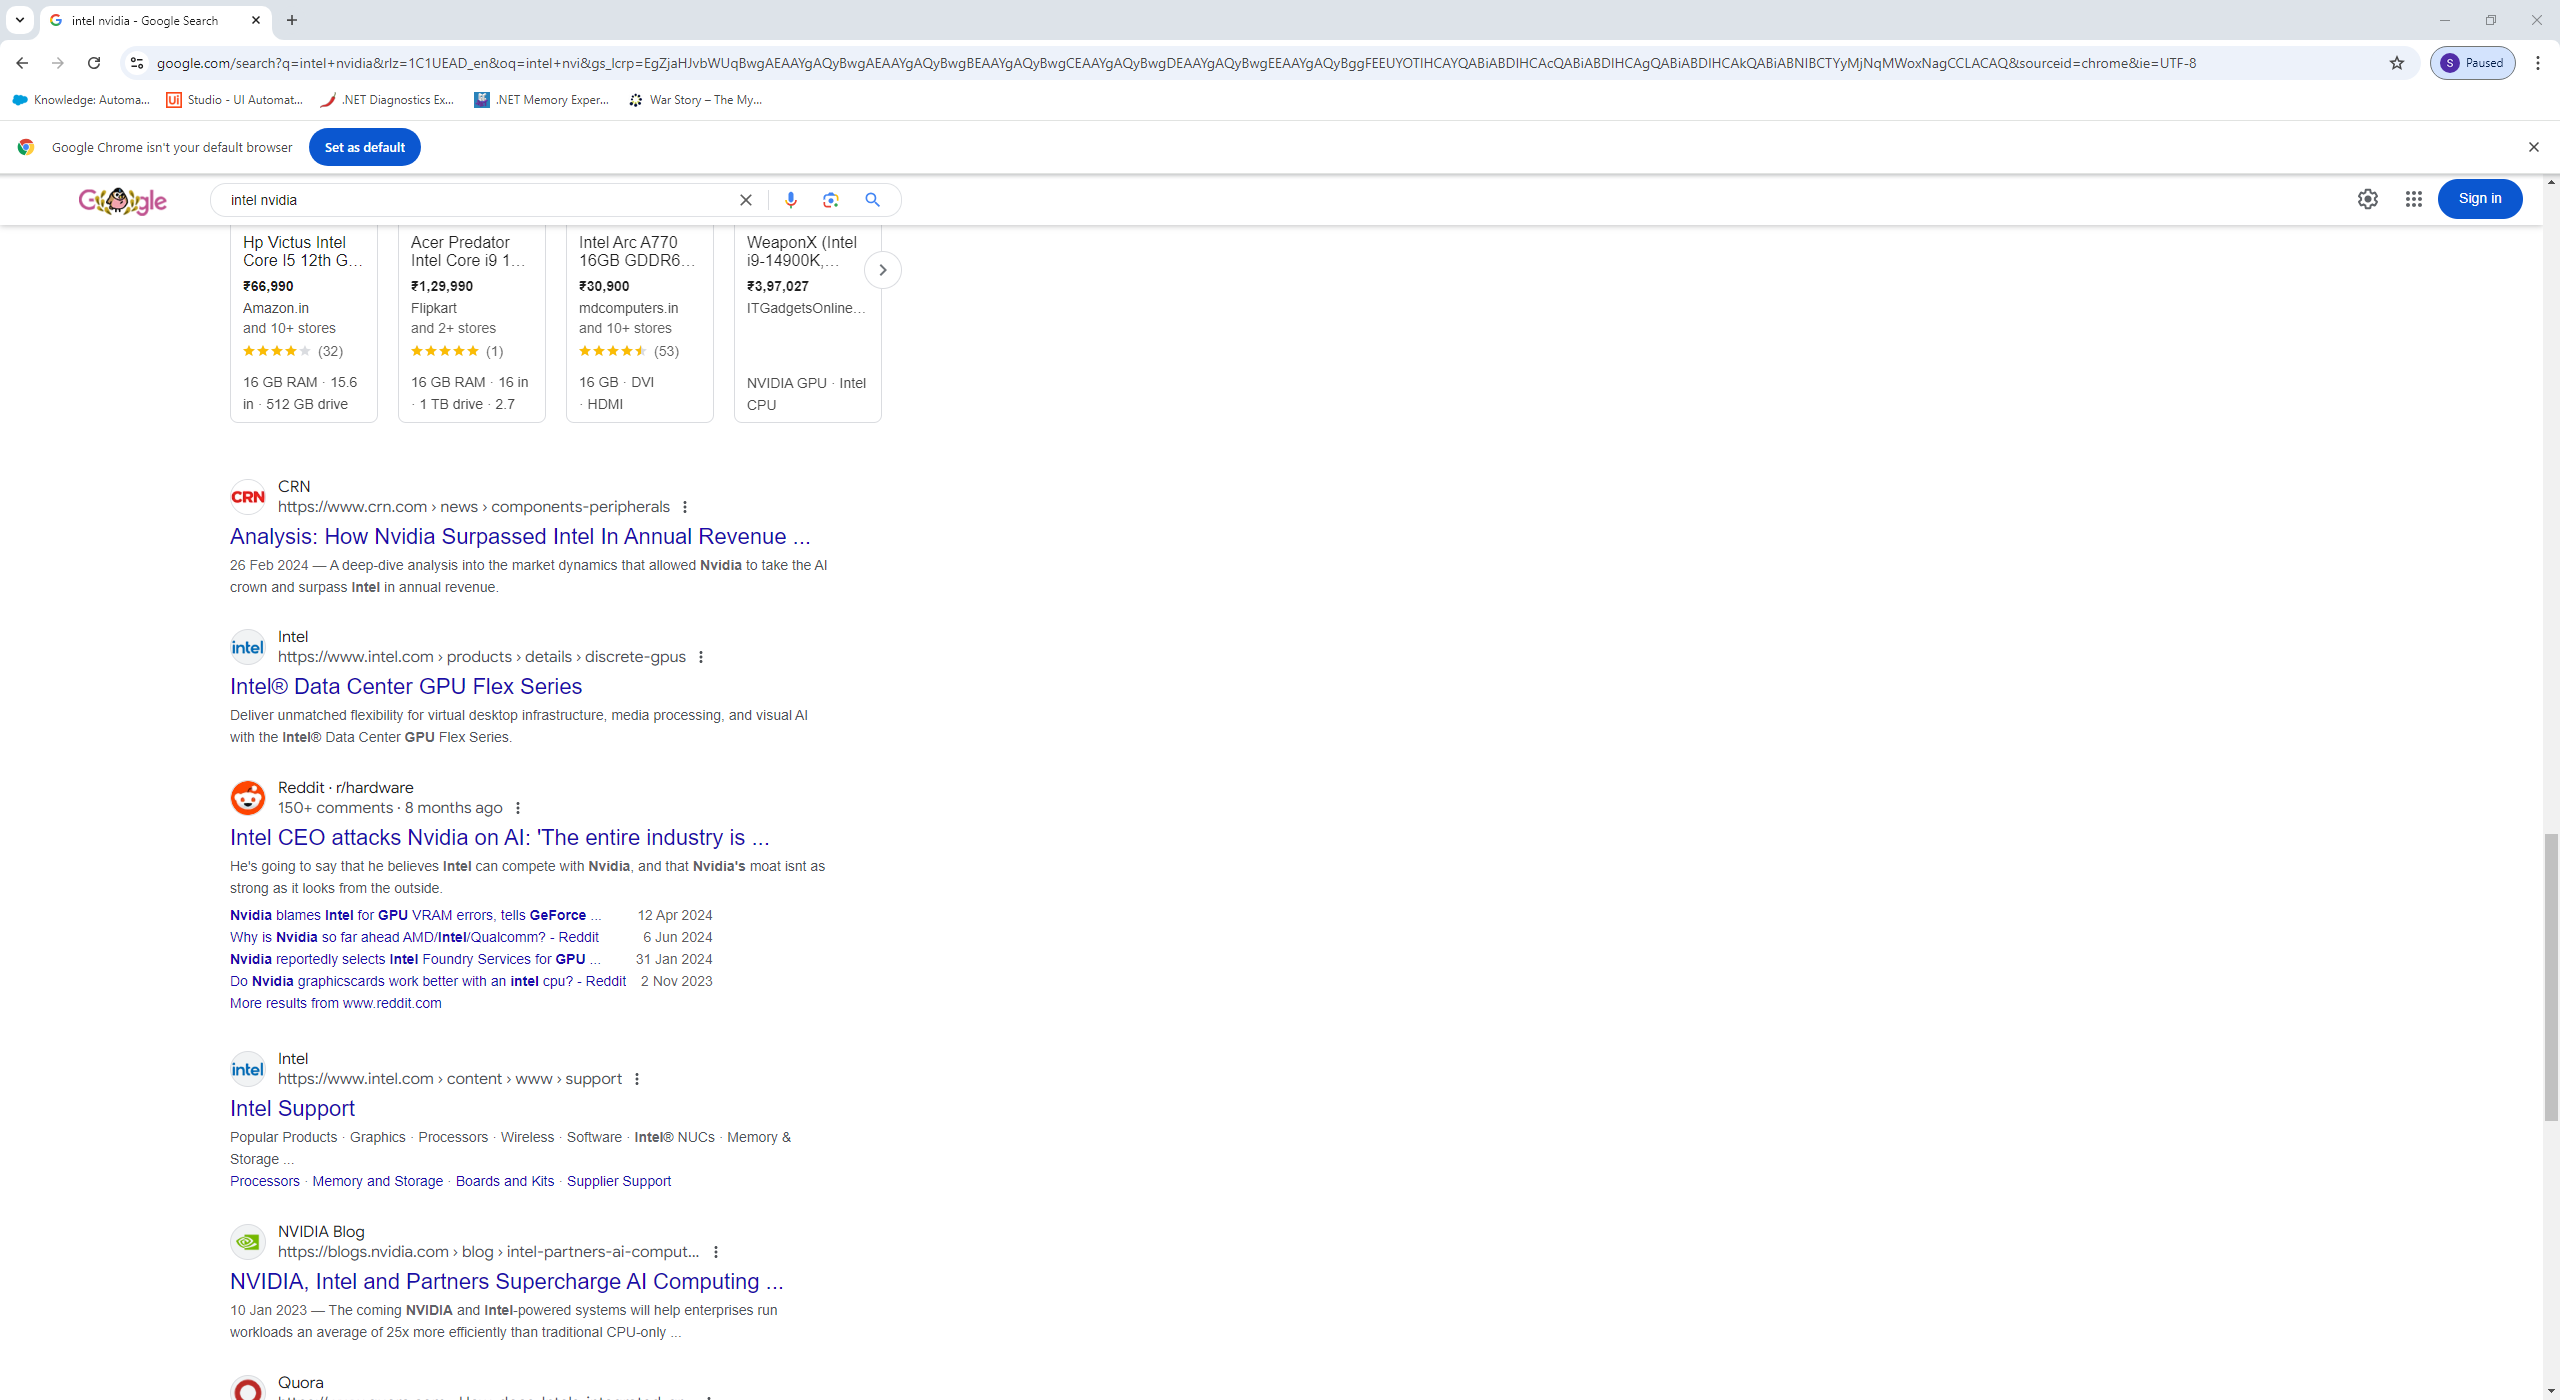 intel nvidia - Google Search
google.com/search?q=intel+nvidia&rlz=1C1UEAD_en&oq=intel+nvi&gs_lcrp=EgZjaHJvbWUqBwgAEAAYgAQyBwgAEAAYgAQyBwgBEAAYgAQyBwgCEAAYgAQyBwgDEAAYgAQyBwgEEAAYgAQyBggFEEUYOTIHCAYQABiABDIHCAcQABiABDIHCAgQABiABDIHCAkQABiABNIBCTYyMjNqMWoxNagCCLACAQ&sourceid=chrome&ie=UTF-8
S Paused
Knowledge: Automa...
Ui Studio - UI Automat...
.NET Diagnostics Ex...
.NET Memory Exper...
War Story – The My...
Google Chrome isn't your default browser
Set as default
Google
intel nvidia
Sign in
Hp Victus Intel
Core I5 12th G...
₹66,990
Amazon.in
and 10+ stores
(32)
16 GB RAM · 15.6
in · 512 GB drive
Acer Predator
Intel Core i9 1...
₹1,29,990
Flipkart
and 2+ stores
(1)
16 GB RAM · 16 in
· 1 TB drive · 2.7
Intel Arc A770
16GB GDDR6...
₹30,900
mdcomputers.in
and 10+ stores
(53)
16 GB · DVI
· HDMI
WeaponX (Intel
i9-14900K,...
₹3,97,027
ITGadgetsOnline...
NVIDIA GPU · Intel
CPU
CRN
CRN
https://www.crn.com › news › components-peripherals
Analysis: How Nvidia Surpassed Intel In Annual Revenue ...
26 Feb 2024 — A deep-dive analysis into the market dynamics that allowed Nvidia to take the AI
crown and surpass Intel in annual revenue.
intel
Intel
https://www.intel.com › products › details › discrete-gpus
Intel® Data Center GPU Flex Series
Deliver unmatched flexibility for virtual desktop infrastructure, media processing, and visual AI
with the Intel® Data Center GPU Flex Series.
Reddit · r/hardware
150+ comments · 8 months ago
Intel CEO attacks Nvidia on AI: 'The entire industry is ...
He's going to say that he believes Intel can compete with Nvidia, and that Nvidia's moat isnt as
strong as it looks from the outside.
Nvidia blames Intel for GPU VRAM errors, tells GeForce ... 12 Apr 2024
Why is Nvidia so far ahead AMD/Intel/Qualcomm? - Reddit 6 Jun 2024
Nvidia reportedly selects Intel Foundry Services for GPU ... 31 Jan 2024
Do Nvidia graphicscards work better with an intel cpu? - Reddit 2 Nov 2023
More results from www.reddit.com
intel
Intel
https://www.intel.com › content › www › support
Intel Support
Popular Products · Graphics · Processors · Wireless · Software · Intel® NUCs · Memory &
Storage ...
Processors · Memory and Storage · Boards and Kits · Supplier Support
NVIDIA Blog
https://blogs.nvidia.com › blog › intel-partners-ai-comput...
NVIDIA, Intel and Partners Supercharge AI Computing ...
10 Jan 2023 — The coming NVIDIA and Intel-powered systems will help enterprises run
workloads an average of 25x more efficiently than traditional CPU-only ...
Quora